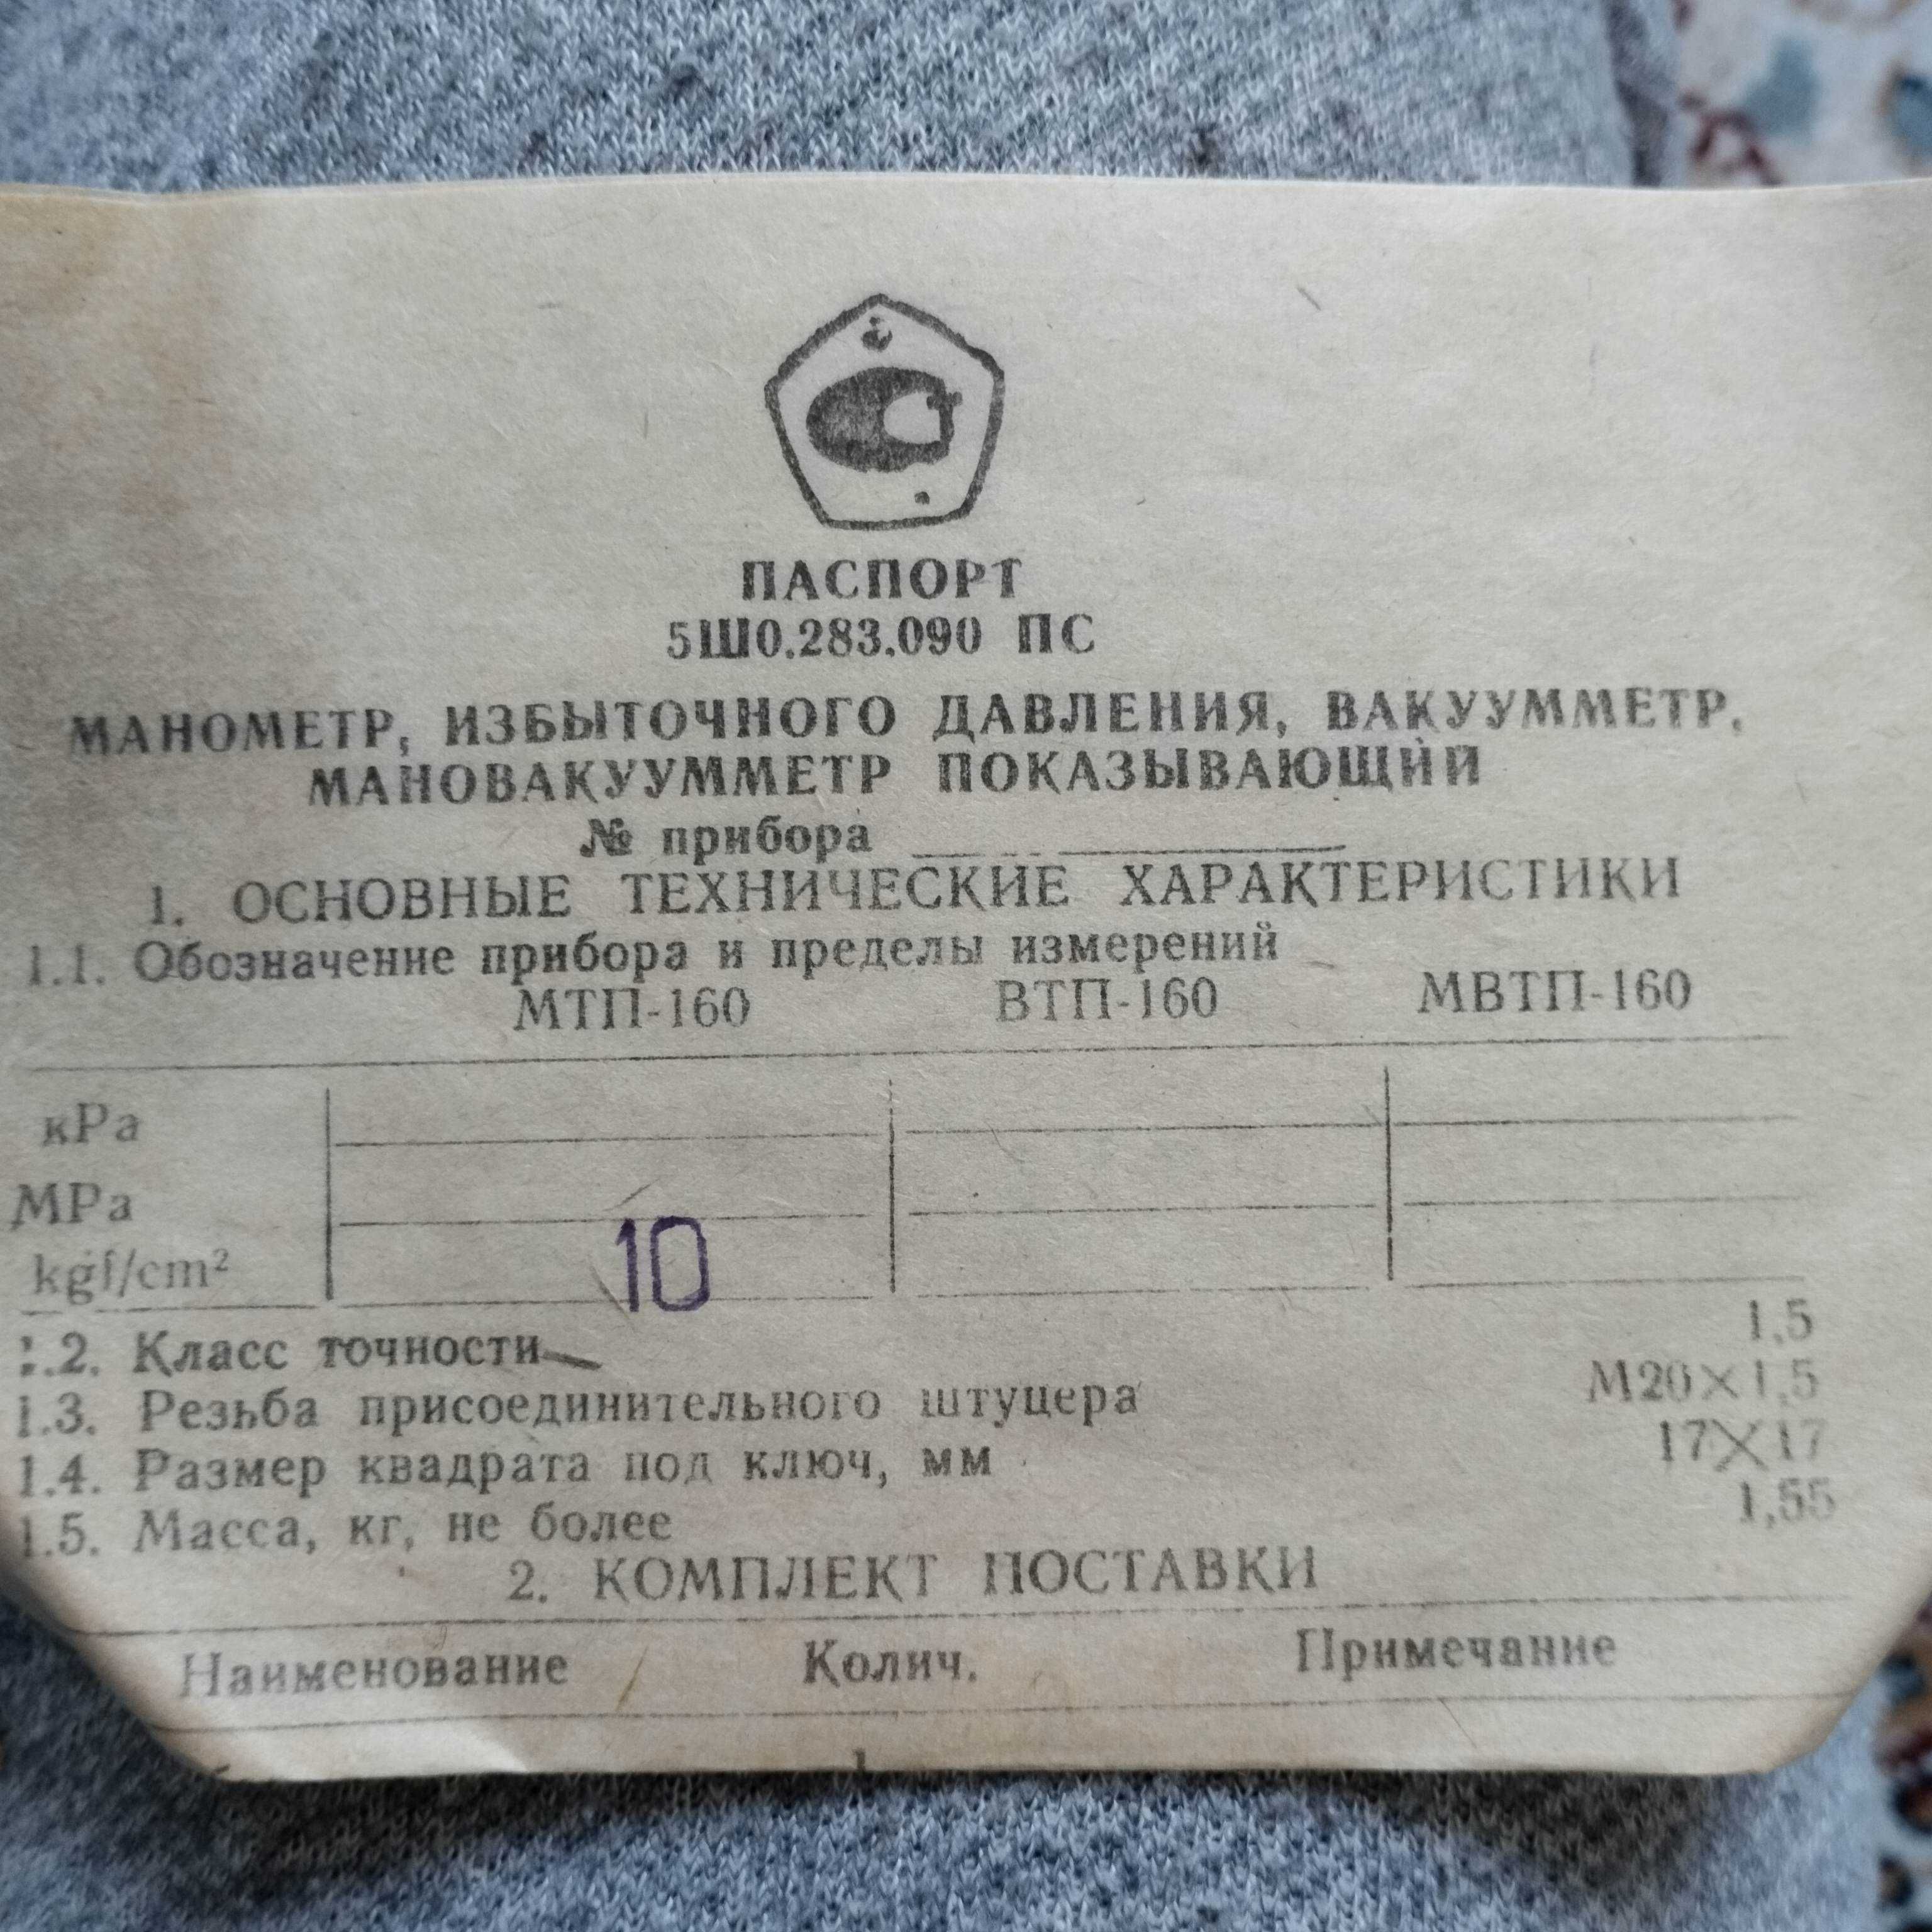 ПАСПОРТ
5Ш0.283.090 ПС
МАНОМЕТР, ИЗБЫТОЧНОГО ДАВЛЕНИЯ, ВАКУУММЕТР,
МАНОВАКУУММЕТР ПОКАЗЫВАЮЩИЙ
№ прибора
1. ОСНОВНЫЕ ТЕХНИЧЕСКИЕ ХАРАКТЕРИСТИКИ
1.1. Обозначение прибора и пределы измерений
МТП-160 ВТП-160 МВТП-160
кРа
МРа
kgf/cm² 10
1.2. Класс точности 1,5
1.3. Резьба присоединительного штуцера М20×1,5
1.4. Размер квадрата под ключ, мм 17×17
1.5. Масса, кг, не более 1,55
2. КОМПЛЕКТ ПОСТАВКИ
Наименование Колич. Примечание